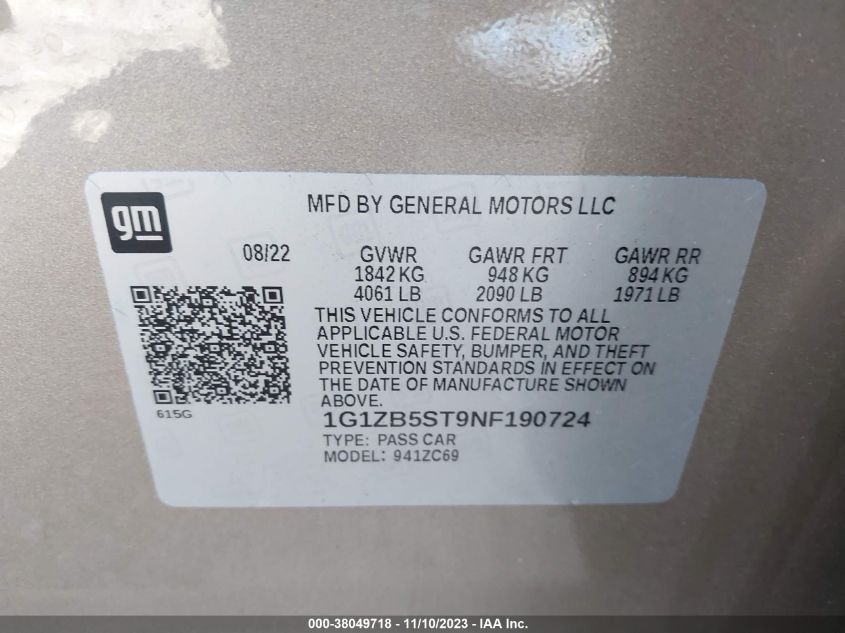 gm
MFD BY GENERAL MOTORS LLC
08/22 GVWR GAWR FRT GAWR RR
1842 KG 948 KG 894 KG
4061 LB 2090 LB 1971 LB
THIS VEHICLE CONFORMS TO ALL
APPLICABLE U.S. FEDERAL MOTOR
VEHICLE SAFETY, BUMPER, AND THEFT
PREVENTION STANDARDS IN EFFECT ON
THE DATE OF MANUFACTURE SHOWN
ABOVE.
615G
1G1ZB5ST9NF190724
TYPE: PASS CAR
MODEL: 941ZC69
000-38049718 - 11/10/2023 - IAA Inc.